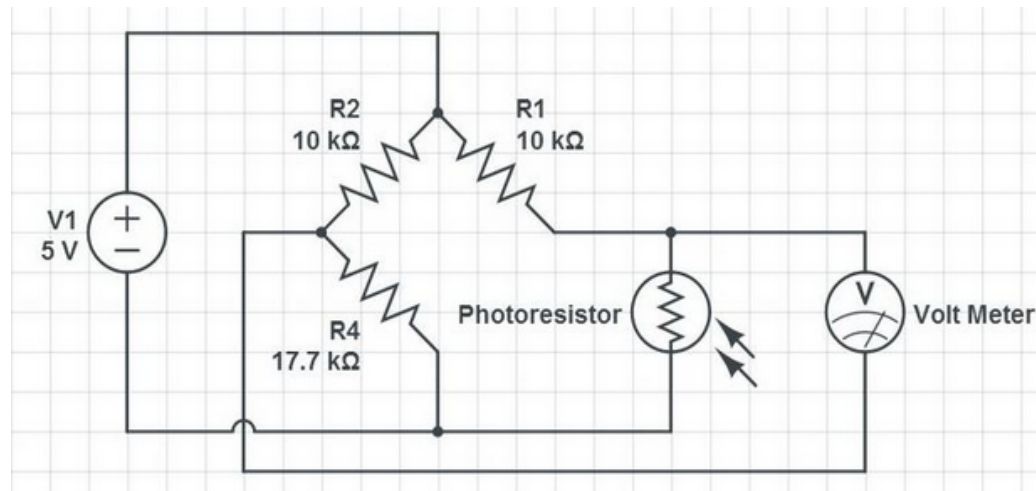 R2
10 kΩ
R1
10 kΩ
V1
5 V
+
−
R4
17.7 kΩ
Photoresistor
V
Volt Meter